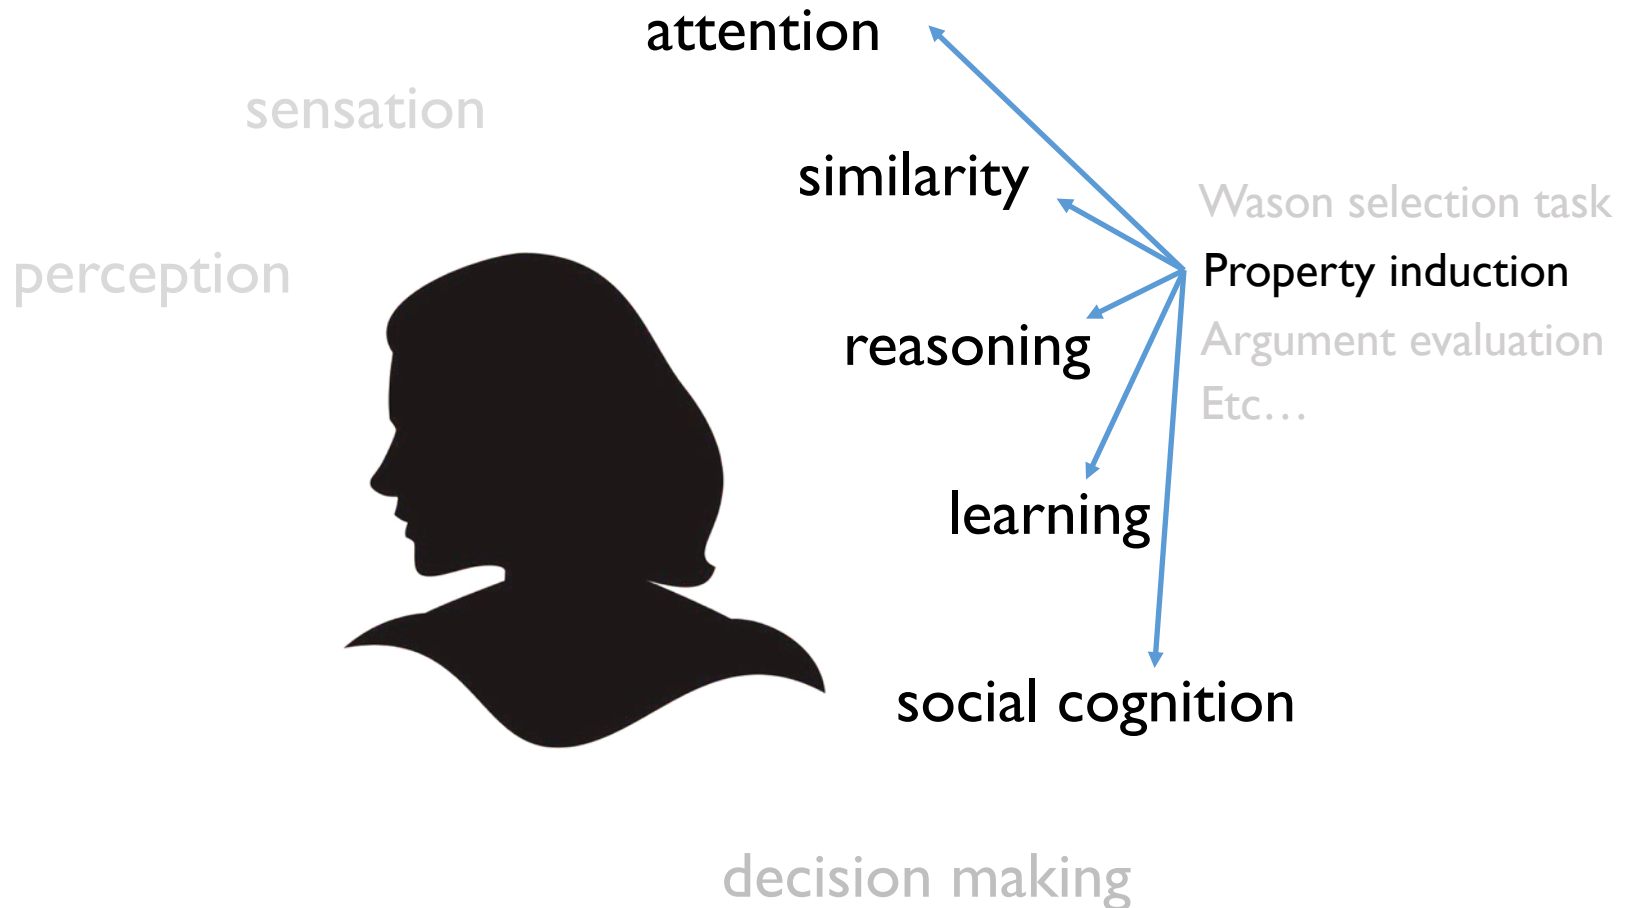 attention
sensation
similarity
Wason selection task
perception
Property induction
reasoning
Argument evaluation
Etc…
learning
social cognition
decision making